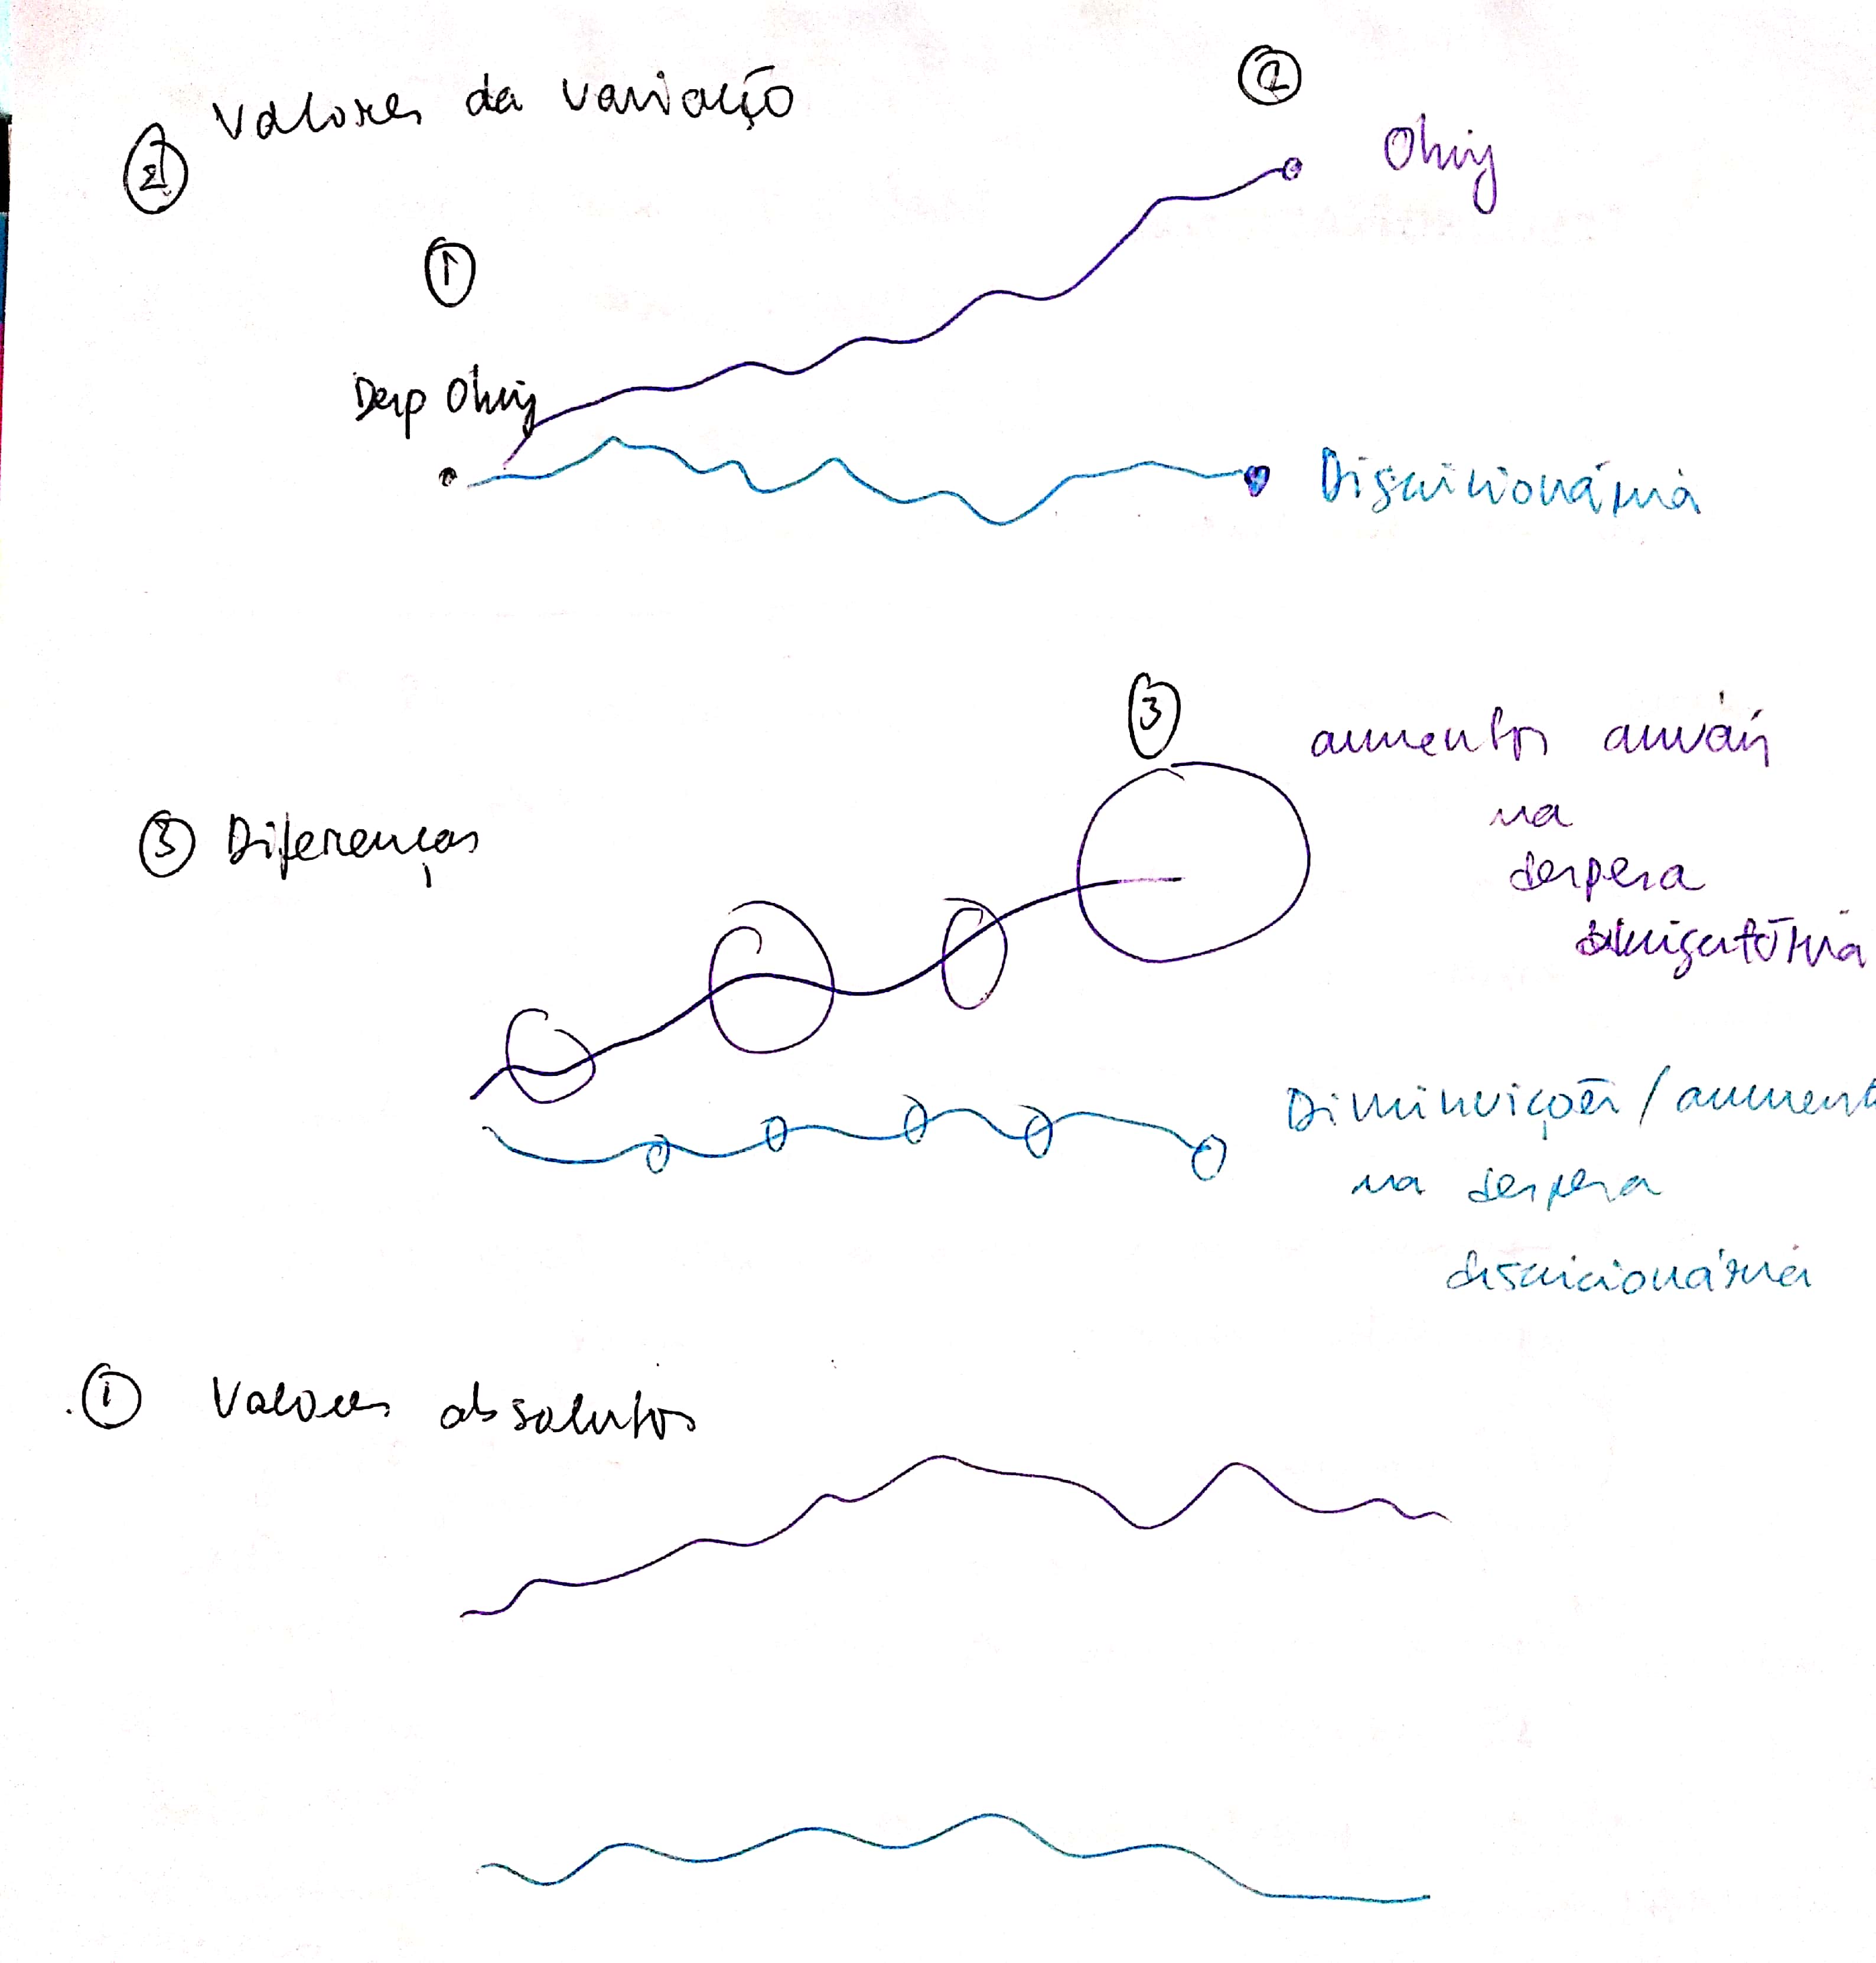 ② Valores da variação
②
Obrig
①
Desp Obrig
Discricionária
③
aumentos anuais
na
despesa
obrigatória
③ Diferenças
Diminuições / aument
na despesa
discricionária
① Valores absolutos